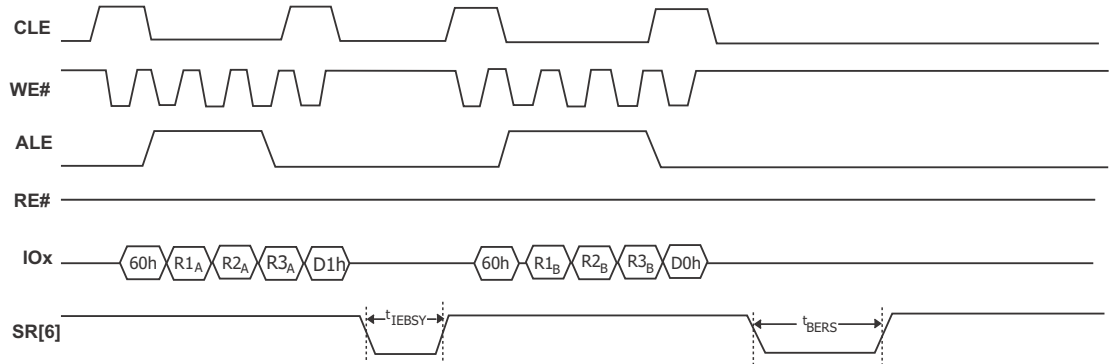 CLE
WE#
ALE
RE#
IOx 60h R1A R2A R3A D1h 60h R1B R2B R3B D0h
SR[6] tIEBSY tBERS